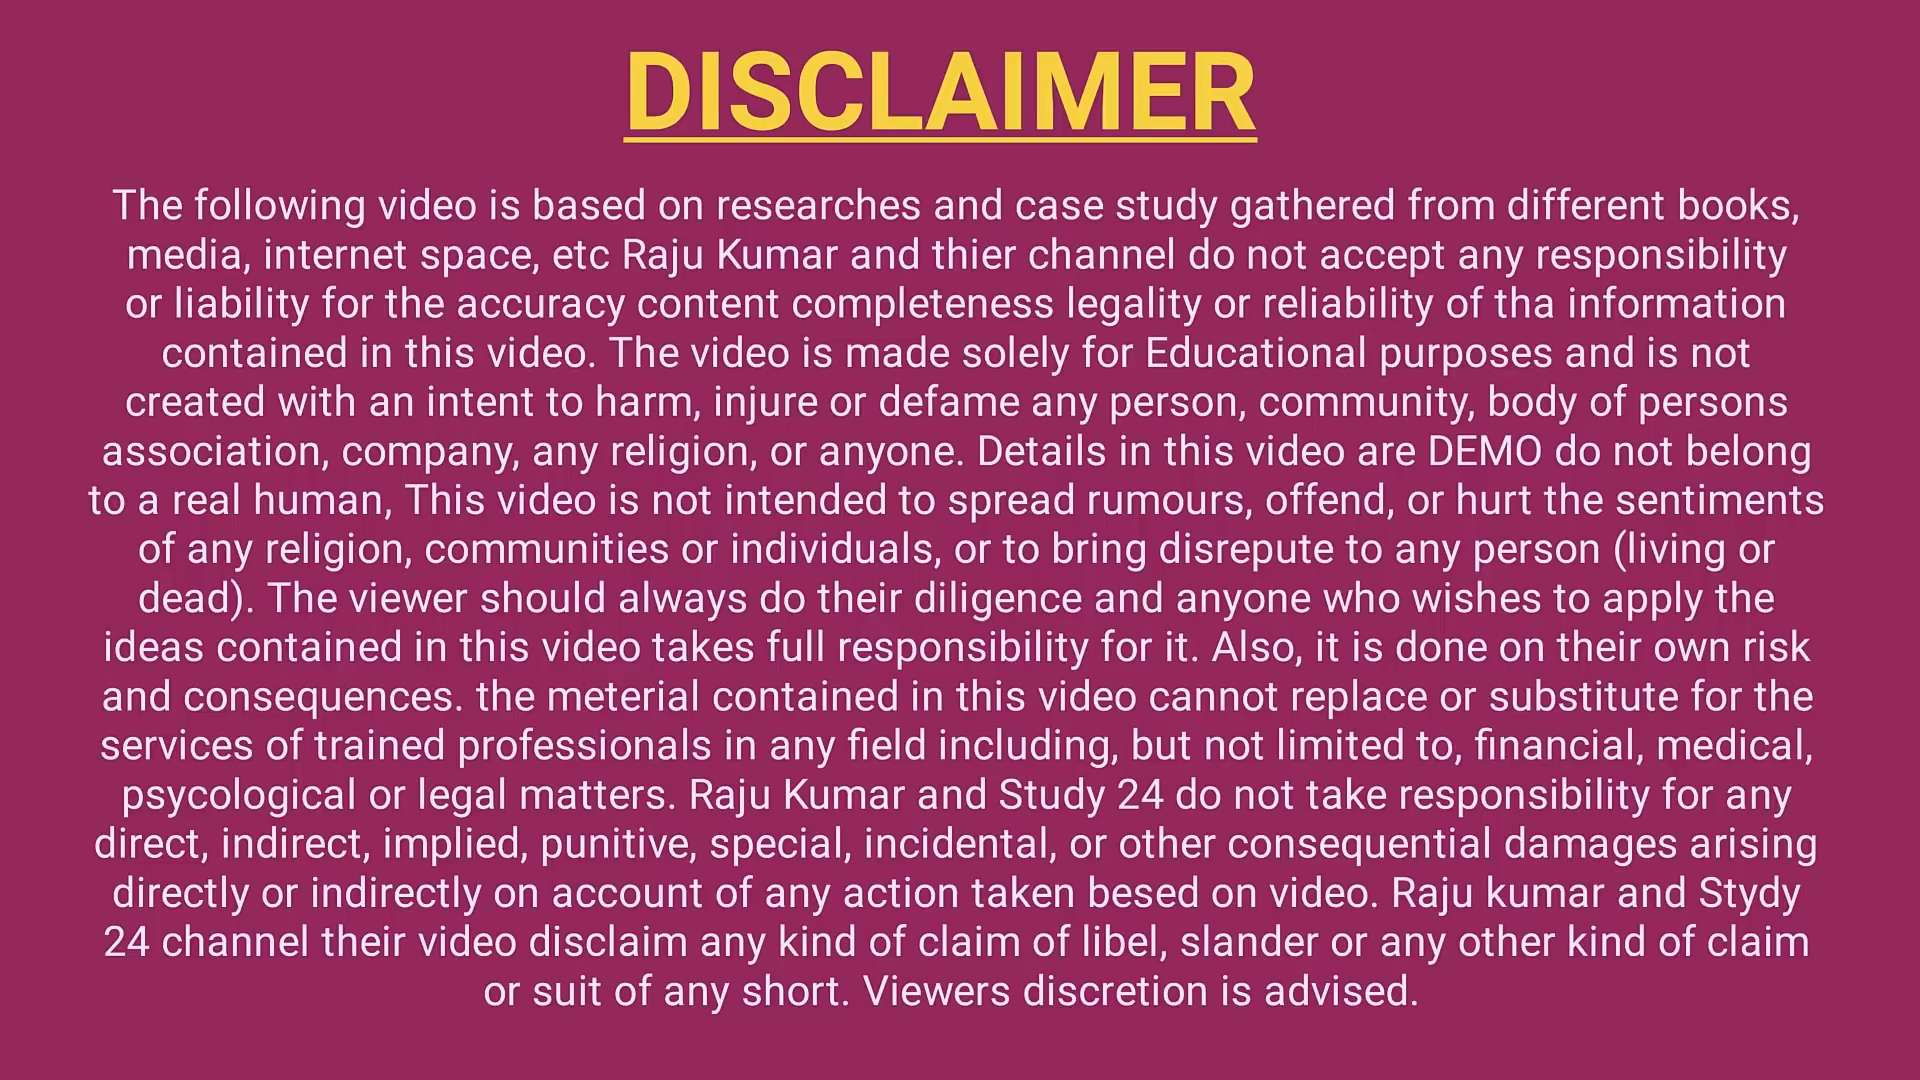 DISCLAIMER
The following video is based on researches and case study gathered from different books,
media, internet space, etc Raju Kumar and thier channel do not accept any responsibility
or liability for the accuracy content completeness legality or reliability of tha information
contained in this video. The video is made solely for Educational purposes and is not
created with an intent to harm, injure or defame any person, community, body of persons
association, company, any religion, or anyone. Details in this video are DEMO do not belong
to a real human, This video is not intended to spread rumours, offend, or hurt the sentiments
of any religion, communities or individuals, or to bring disrepute to any person (living or
dead). The viewer should always do their diligence and anyone who wishes to apply the
ideas contained in this video takes full responsibility for it. Also, it is done on their own risk
and consequences. the meterial contained in this video cannot replace or substitute for the
services of trained professionals in any field including, but not limited to, financial, medical,
psycological or legal matters. Raju Kumar and Study 24 do not take responsibility for any
direct, indirect, implied, punitive, special, incidental, or other consequential damages arising
directly or indirectly on account of any action taken besed on video. Raju kumar and Stydy
24 channel their video disclaim any kind of claim of libel, slander or any other kind of claim
or suit of any short. Viewers discretion is advised.